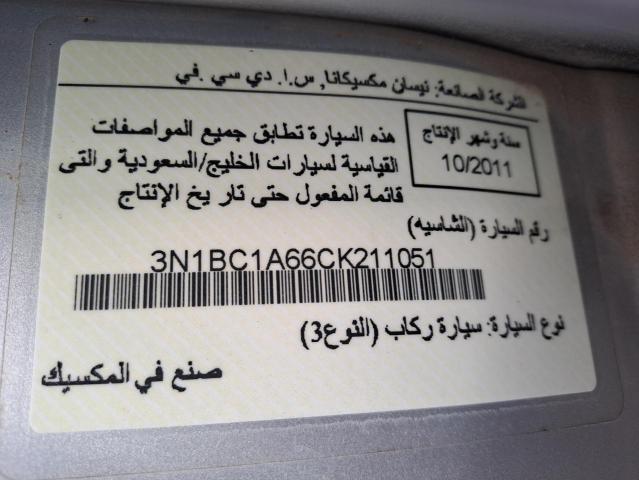 الشركة الصانعة: نيسان مكسيكانا, س.ا. دي سي .في
سنة وشهر الإنتاج
10/2011
هذه السيارة تطابق جميع المواصفات
القياسية لسيارات الخليج/السعودية والتى
قائمة المفعول حتى تاريخ الإنتاج
رقم السيارة (الشاسيه)
3N1BC1A66CK211051
نوع السيارة: سيارة ركاب (النوع3)
صنع في المكسيك